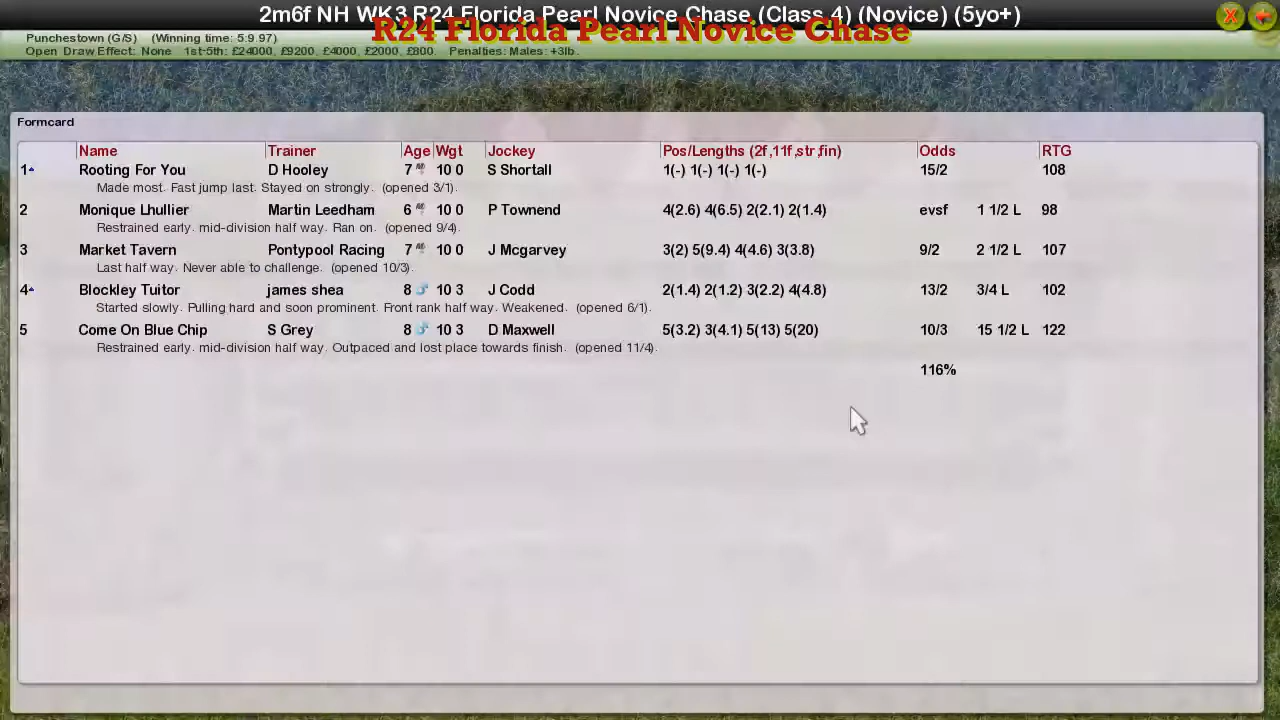 2m6f NH WK3 R24 Florida Pearl Novice Chase (Class 4) (Novice) (5yo+)
R24 Florida Pearl Novice Chase
Punchestown (G/S) (Winning time: 5:9.97)
Open Draw Effect: None 1st-5th: £24000, £9200, £4000, £2000, £800. Penalties: Males: +3lb.
Formcard
Name Trainer Age Wgt Jockey Pos/Lengths (2f,11f,str,fin) Odds RTG
1 Rooting For You D Hooley 7 10 0 S Shortall 1(-) 1(-) 1(-) 1(-) 15/2 108
Made most. Fast jump last. Stayed on strongly. (opened 3/1).
2 Monique Lhullier Martin Leedham 6 10 0 P Townend 4(2.6) 4(6.5) 2(2.1) 2(1.4) evsf 1 1/2 L 98
Restrained early. mid-division half way. Ran on. (opened 9/4).
3 Market Tavern Pontypool Racing 7 10 0 J Mcgarvey 3(2) 5(9.4) 4(4.6) 3(3.8) 9/2 2 1/2 L 107
Last half way. Never able to challenge. (opened 10/3).
4 Blockley Tuitor james shea 8 10 3 J Codd 2(1.4) 2(1.2) 3(2.2) 4(4.8) 13/2 3/4 L 102
Started slowly. Pulling hard and soon prominent. Front rank half way. Weakened. (opened 6/1).
5 Come On Blue Chip S Grey 8 10 3 D Maxwell 5(3.2) 3(4.1) 5(13) 5(20) 10/3 15 1/2 L 122
Restrained early. mid-division half way. Outpaced and lost place towards finish. (opened 11/4).
116%